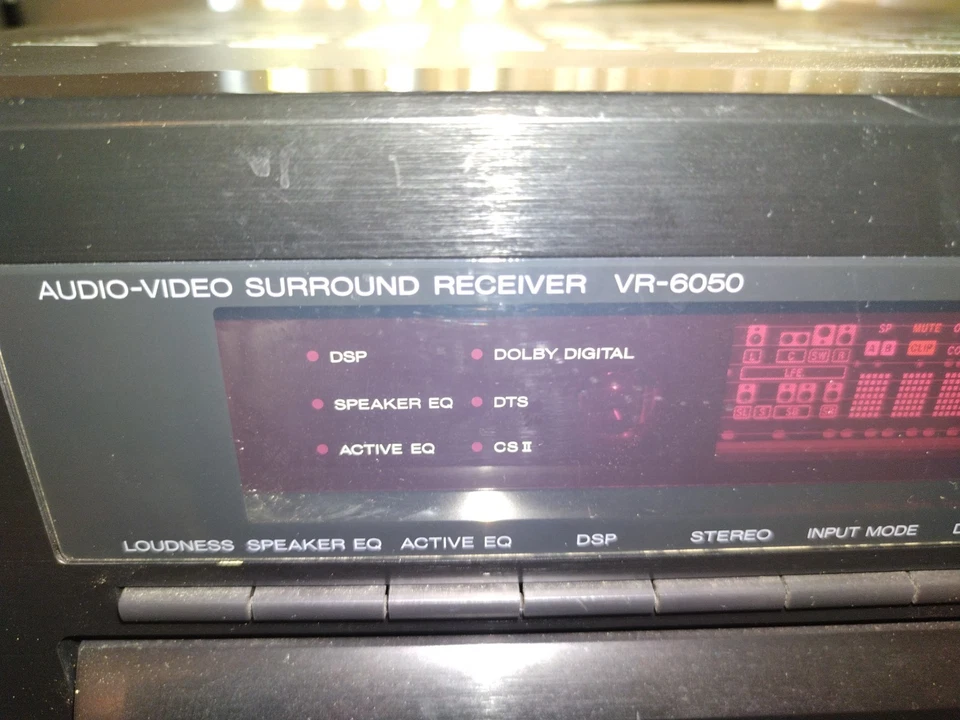 AUDIO-VIDEO SURROUND RECEIVER VR-6050
SP MUTE
DSP DOLBY DIGITAL
A B CLIP
L C SW R
LFE
SPEAKER EQ DTS
SL S SR
ACTIVE EQ CS II
LOUDNESS SPEAKER EQ ACTIVE EQ DSP STEREO INPUT MODE